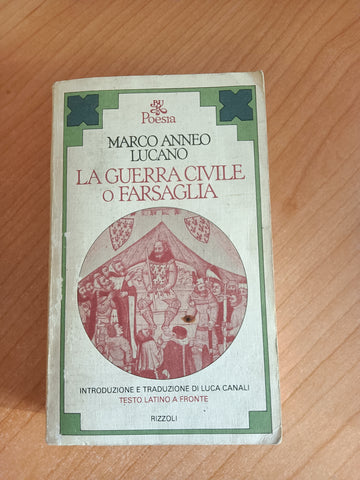 BUR
Poesia
MARCO ANNEO
LUCANO
LA GUERRA CIVILE
O FARSAGLIA
INTRODUZIONE E TRADUZIONE DI LUCA CANALI
TESTO LATINO A FRONTE
RIZZOLI